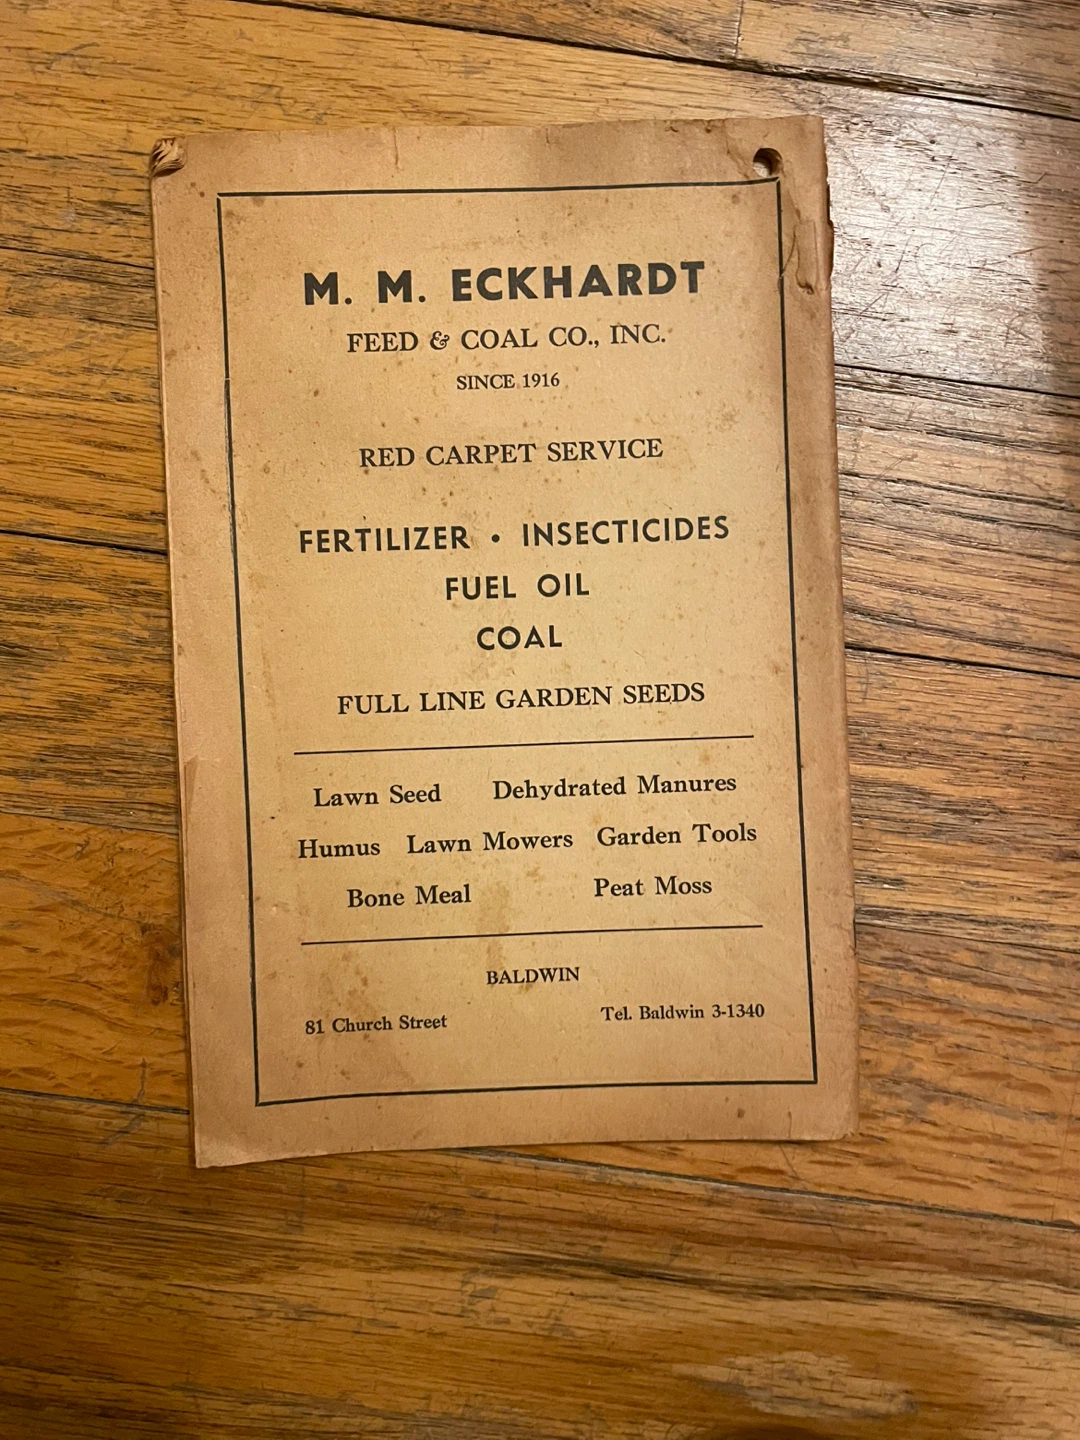 M. M. ECKHARDT
FEED & COAL CO., INC.
SINCE 1916
RED CARPET SERVICE
FERTILIZER • INSECTICIDES
FUEL OIL
COAL
FULL LINE GARDEN SEEDS
Lawn Seed Dehydrated Manures
Humus Lawn Mowers Garden Tools
Bone Meal Peat Moss
BALDWIN
81 Church Street Tel. Baldwin 3-1340